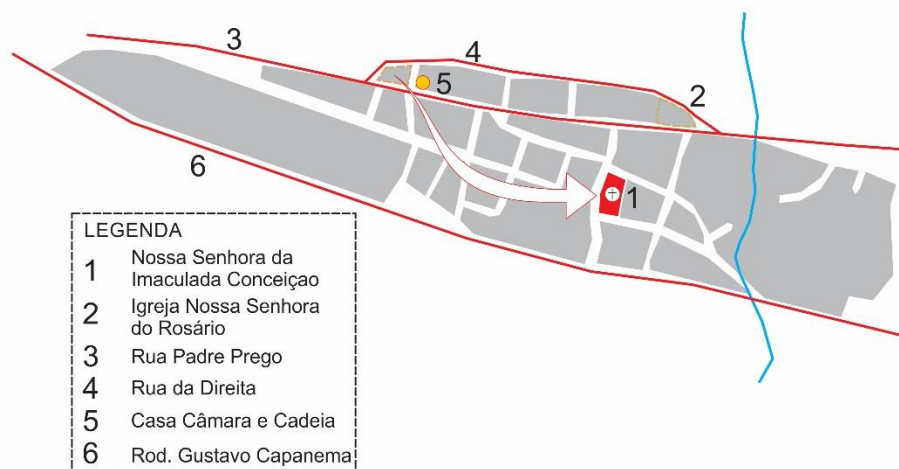 3
4
5
2
1
6
LEGENDA
1 Nossa Senhora da
Imaculada Conceiçao
2 Igreja Nossa Senhora
do Rosário
3 Rua Padre Prego
4 Rua da Direita
5 Casa Câmara e Cadeia
6 Rod. Gustavo Capanema